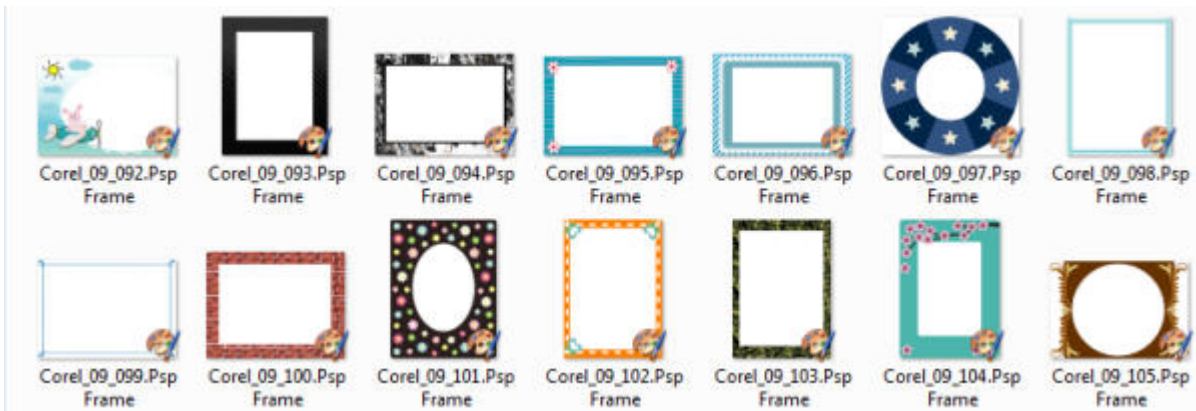 Corel_09_092.Psp Frame
Corel_09_093.Psp Frame
Corel_09_094.Psp Frame
Corel_09_095.Psp Frame
Corel_09_096.Psp Frame
Corel_09_097.Psp Frame
Corel_09_098.Psp Frame
Corel_09_099.Psp Frame
Corel_09_100.Psp Frame
Corel_09_101.Psp Frame
Corel_09_102.Psp Frame
Corel_09_103.Psp Frame
Corel_09_104.Psp Frame
Corel_09_105.Psp Frame